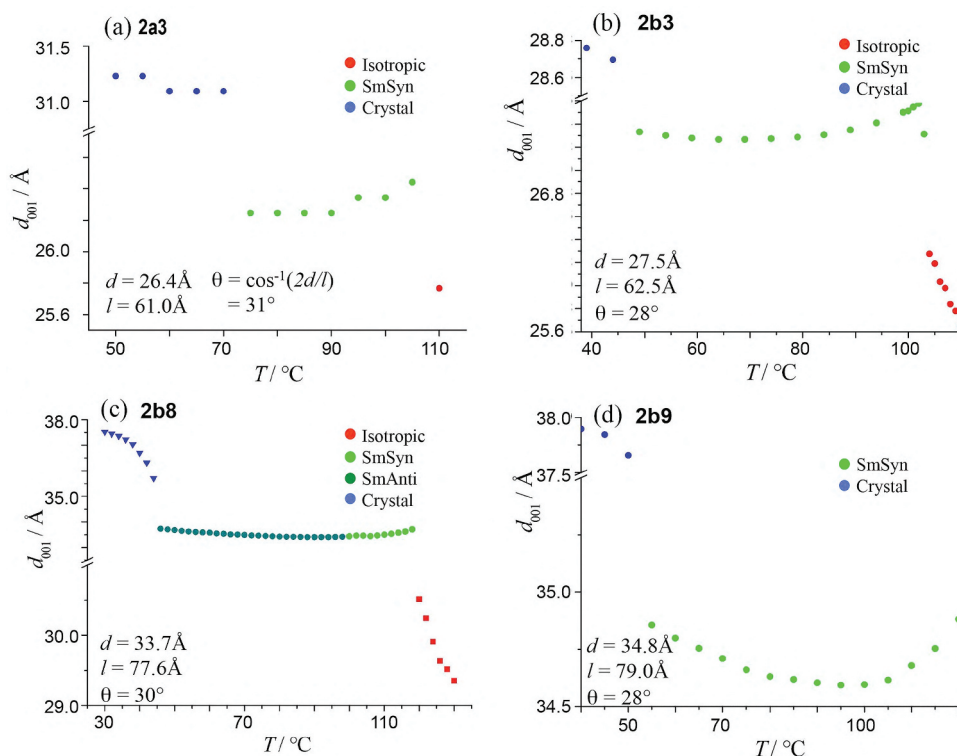 (a) 2a3
31.5
31.0
26.0
25.6
d001 / Å
Isotropic
SmSyn
Crystal
d = 26.4Å θ = cos⁻¹(2d/l)
l = 61.0Å = 31°
50 70 90 110
T / °C
(b) 2b3
28.8
28.6
26.8
25.6
d001 / Å
Isotropic
SmSyn
Crystal
d = 27.5Å
l = 62.5Å
θ = 28°
40 60 80 100
T / °C
(c) 2b8
38.0
35.0
30.0
29.0
d001 / Å
Isotropic
SmSyn
SmAnti
Crystal
d = 33.7Å
l = 77.6Å
θ = 30°
30 70 110
T / °C
(d) 2b9
38.0
37.5
35.0
34.5
d001 / Å
SmSyn
Crystal
d = 34.8Å
l = 79.0Å
θ = 28°
50 70 100
T / °C